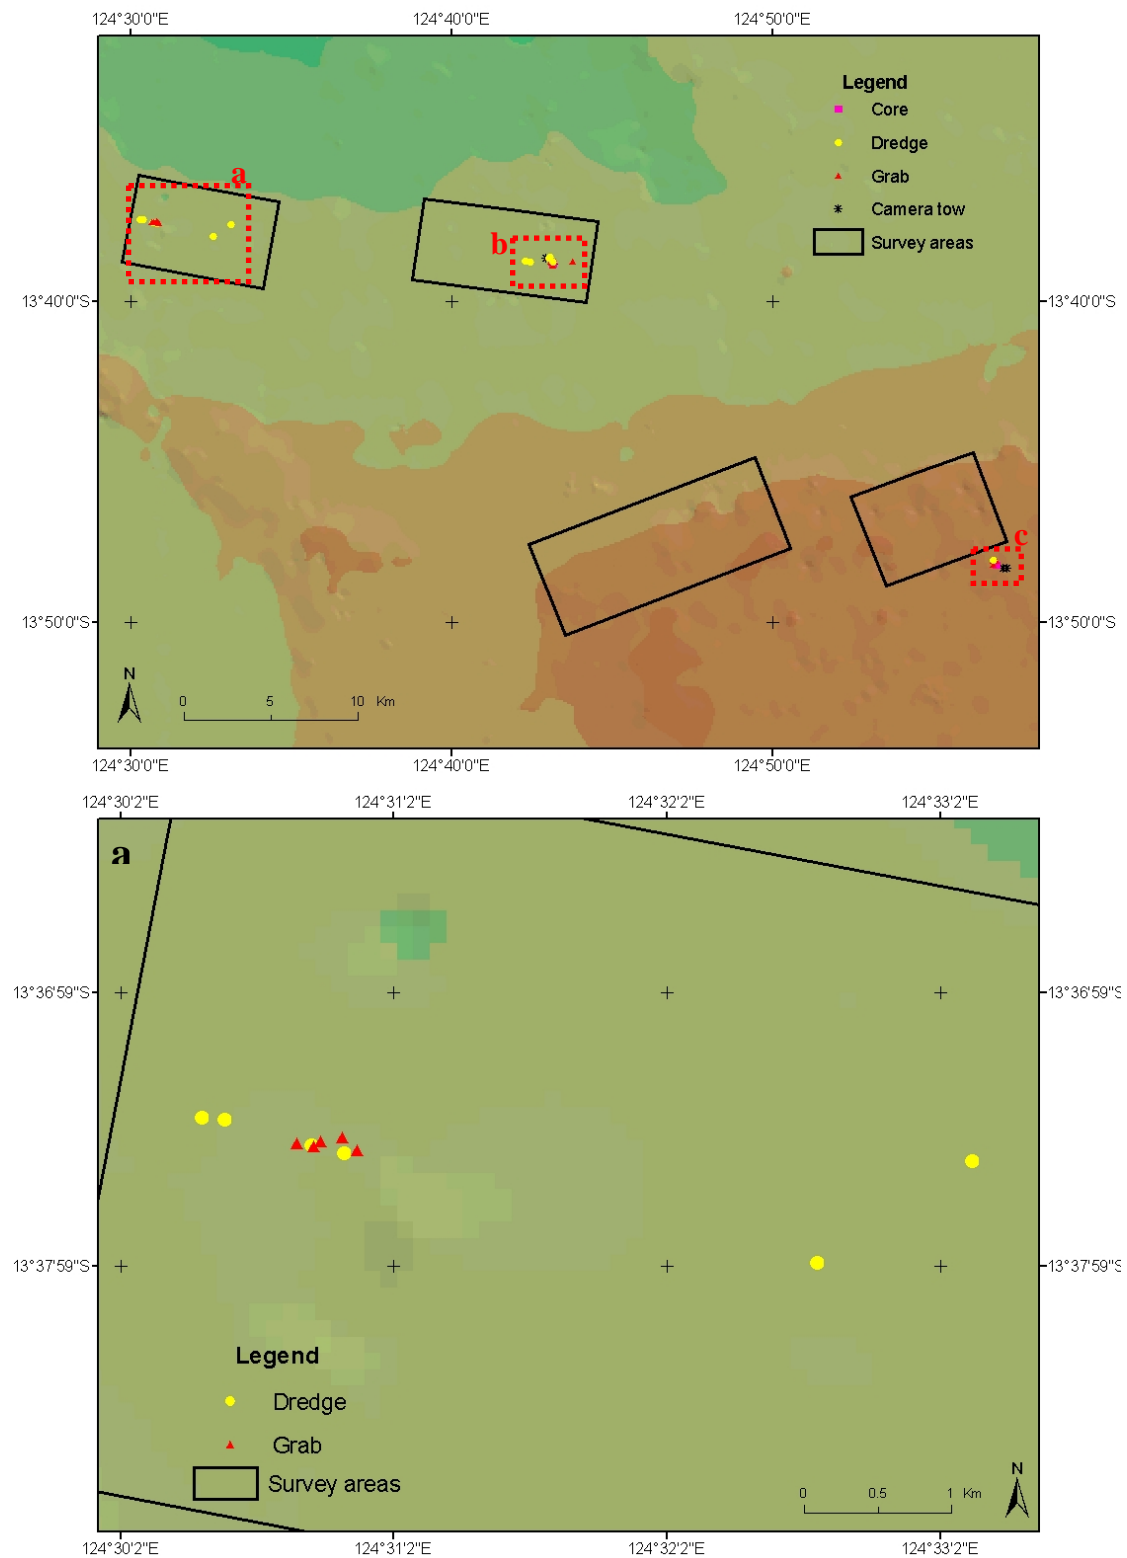 124°30'0"E 124°40'0"E 124°50'0"E
Legend
Core
Dredge
Grab
Camera tow
Survey areas
a
b
13°40'0"S 13°40'0"S
c
13°50'0"S 13°50'0"S
N
0 5 10 Km
124°30'0"E 124°40'0"E 124°50'0"E
124°30'2"E 124°31'2"E 124°32'2"E 124°33'2"E
a
13°36'59"S 13°36'59"S
13°37'59"S 13°37'59"S
Legend
Dredge
Grab
Survey areas
N
0 0.5 1 Km
124°30'2"E 124°31'2"E 124°32'2"E 124°33'2"E